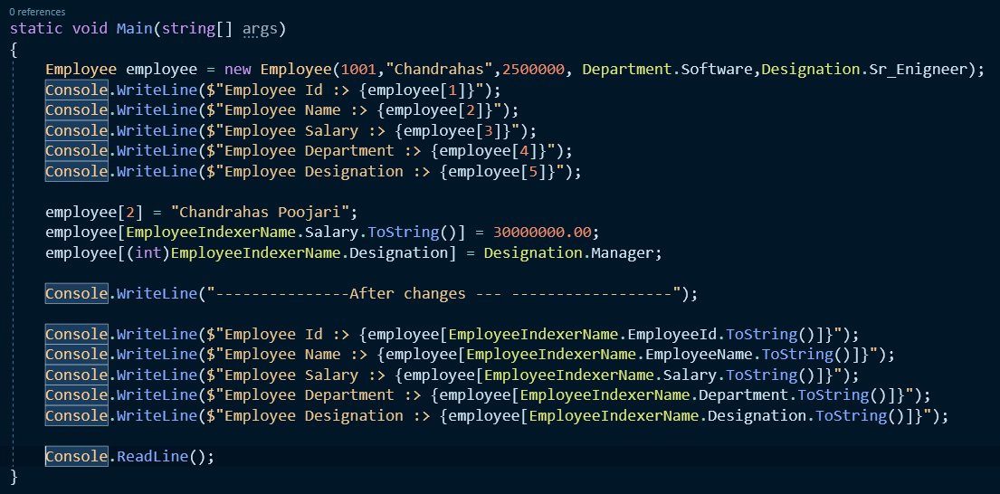 0 references
static void Main(string[] args)
{
Employee employee = new Employee(1001,"Chandrahas",2500000, Department.Software,Designation.Sr_Enigneer);
Console.WriteLine($"Employee Id :> {employee[1]}");
Console.WriteLine($"Employee Name :> {employee[2]}");
Console.WriteLine($"Employee Salary :> {employee[3]}");
Console.WriteLine($"Employee Department :> {employee[4]}");
Console.WriteLine($"Employee Designation :> {employee[5]}");
employee[2] = "Chandrahas Poojari";
employee[EmployeeIndexerName.Salary.ToString()] = 30000000.00;
employee[(int)EmployeeIndexerName.Designation] = Designation.Manager;
Console.WriteLine("---------------After changes --- ------------------");
Console.WriteLine($"Employee Id :> {employee[EmployeeIndexerName.EmployeeId.ToString()]}");
Console.WriteLine($"Employee Name :> {employee[EmployeeIndexerName.EmployeeName.ToString()]}");
Console.WriteLine($"Employee Salary :> {employee[EmployeeIndexerName.Salary.ToString()]}");
Console.WriteLine($"Employee Department :> {employee[EmployeeIndexerName.Department.ToString()]}");
Console.WriteLine($"Employee Designation :> {employee[EmployeeIndexerName.Designation.ToString()]}");
Console.ReadLine();
}